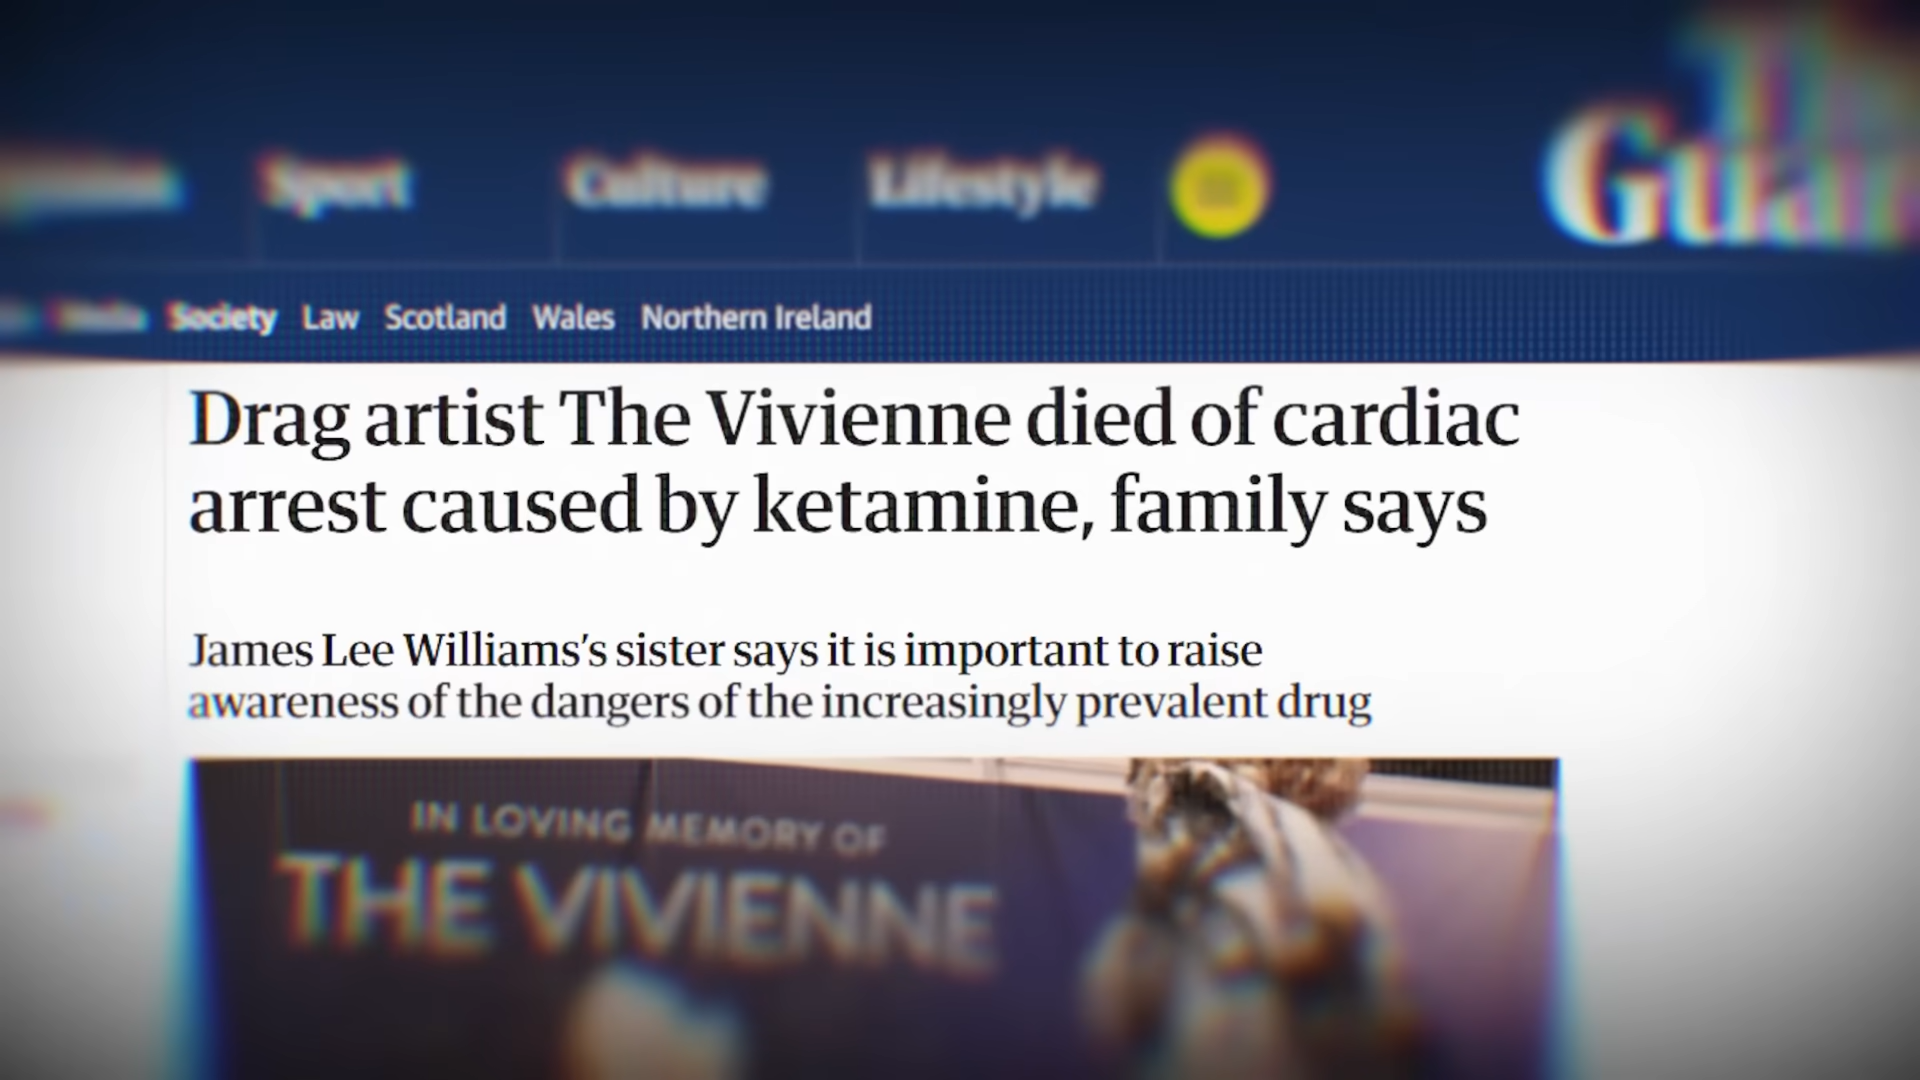 Sport Culture Lifestyle
Society Law Scotland Wales Northern Ireland
Drag artist The Vivienne died of cardiac
arrest caused by ketamine, family says
James Lee Williams’s sister says it is important to raise
awareness of the dangers of the increasingly prevalent drug
IN LOVING MEMORY OF
THE VIVIENNE